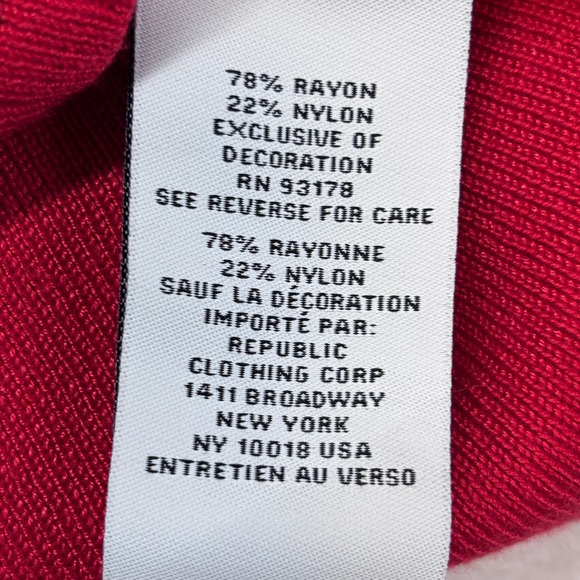 78% RAYON
22% NYLON
EXCLUSIVE OF
DECORATION
RN 93178
SEE REVERSE FOR CARE
78% RAYONNE
22% NYLON
SAUF LA DÉCORATION
IMPORTÉ PAR:
REPUBLIC
CLOTHING CORP
1411 BROADWAY
NEW YORK
NY 10018 USA
ENTRETIEN AU VERSO